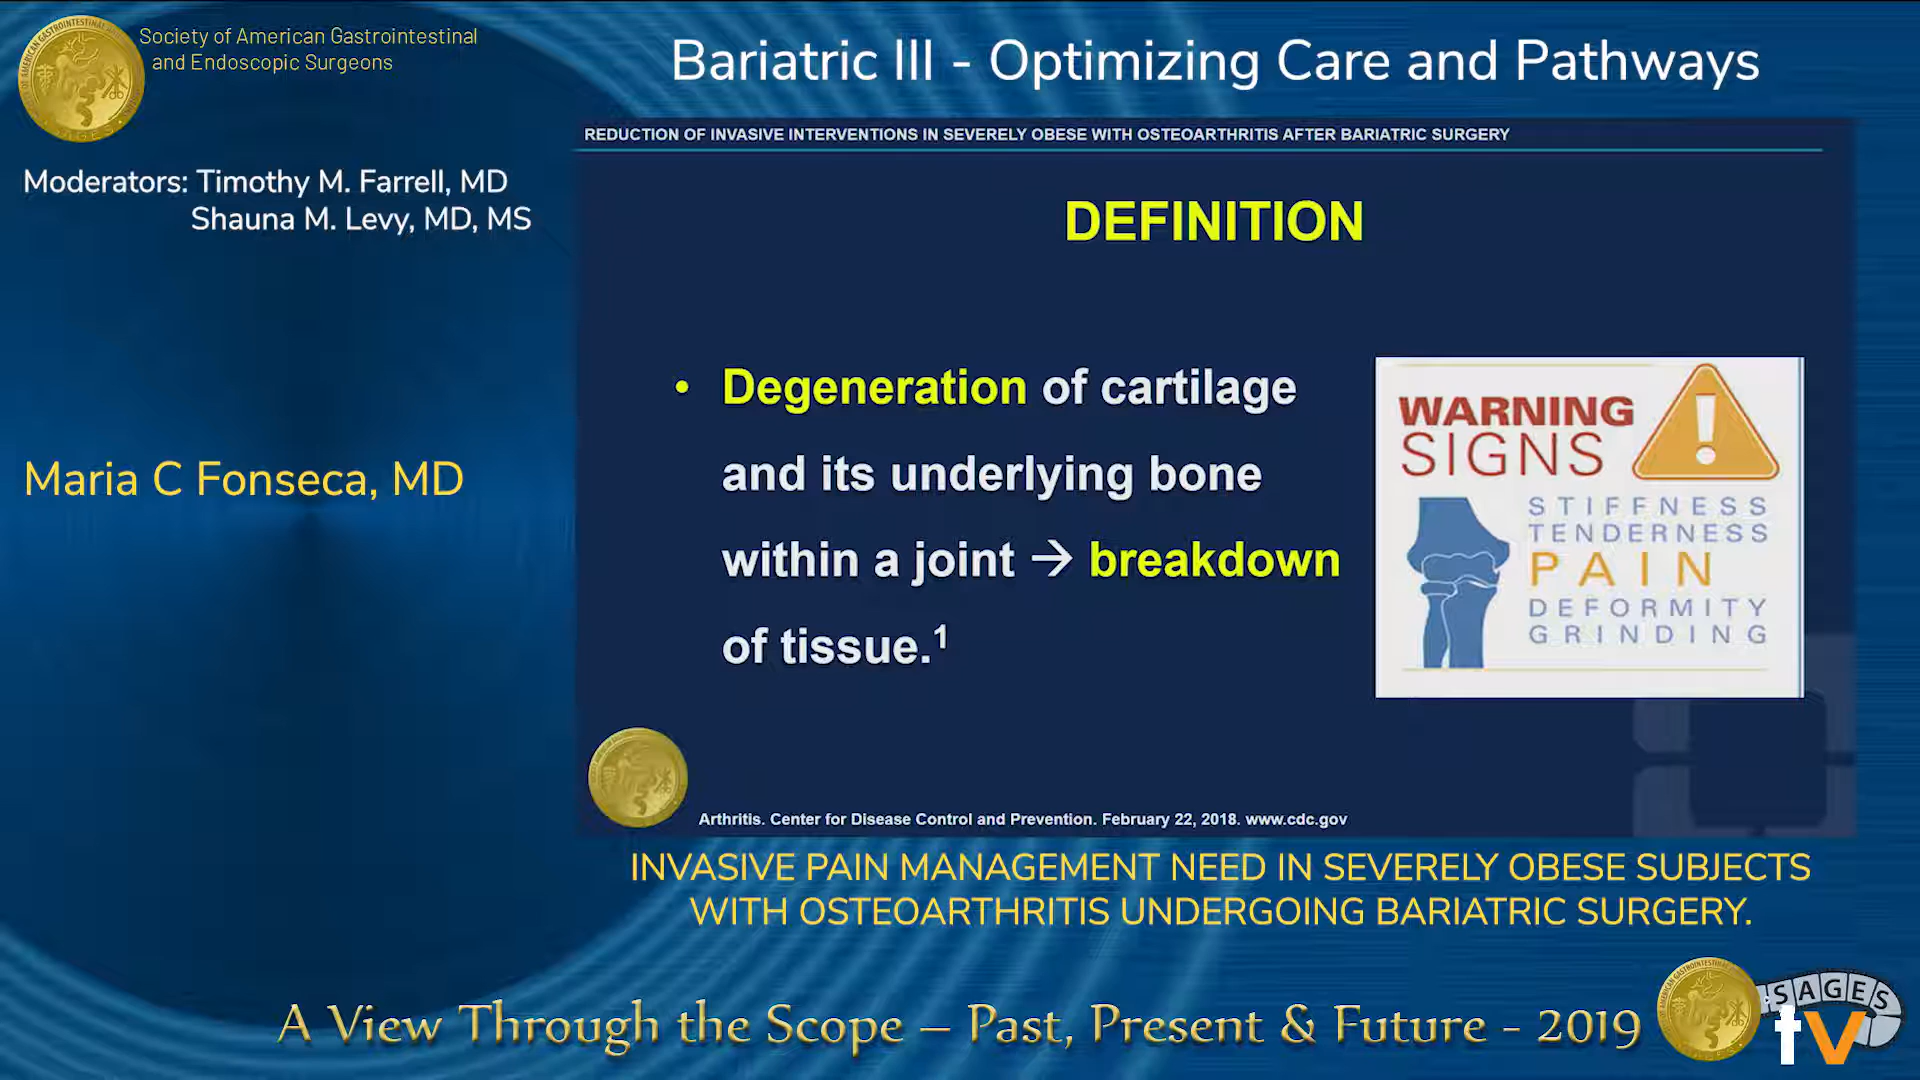 Society of American Gastrointestinal
and Endoscopic Surgeons
Bariatric III - Optimizing Care and Pathways
Moderators: Timothy M. Farrell, MD
Shauna M. Levy, MD, MS
Maria C Fonseca, MD
REDUCTION OF INVASIVE INTERVENTIONS IN SEVERELY OBESE WITH OSTEOARTHRITIS AFTER BARIATRIC SURGERY
DEFINITION
• Degeneration of cartilage
and its underlying bone
within a joint → breakdown
of tissue.¹
WARNING
SIGNS
STIFFNESS
TENDERNESS
PAIN
DEFORMITY
GRINDING
Arthritis. Center for Disease Control and Prevention. February 22, 2018. www.cdc.gov
INVASIVE PAIN MANAGEMENT NEED IN SEVERELY OBESE SUBJECTS
WITH OSTEOARTHRITIS UNDERGOING BARIATRIC SURGERY.
A View Through the Scope – Past, Present & Future - 2019
SAGES
tv